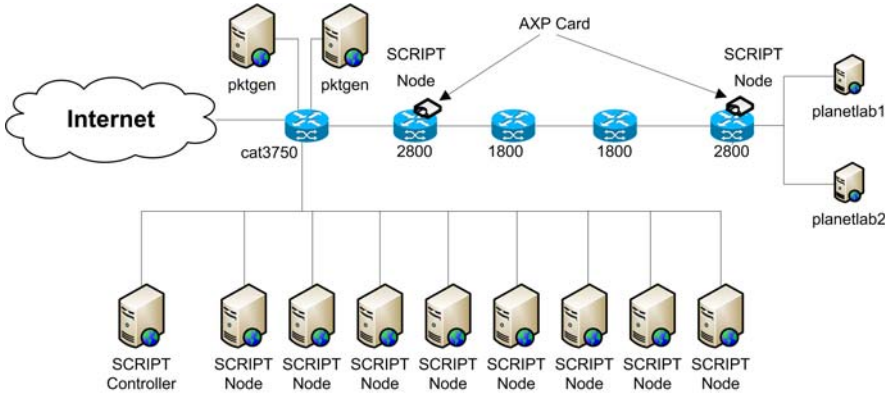 AXP Card
SCRIPT
Node
SCRIPT
Node
pktgen
pktgen
Internet
cat3750
2800
1800
1800
2800
planetlab1
planetlab2
SCRIPT
Controller
SCRIPT
Node
SCRIPT
Node
SCRIPT
Node
SCRIPT
Node
SCRIPT
Node
SCRIPT
Node
SCRIPT
Node
SCRIPT
Node